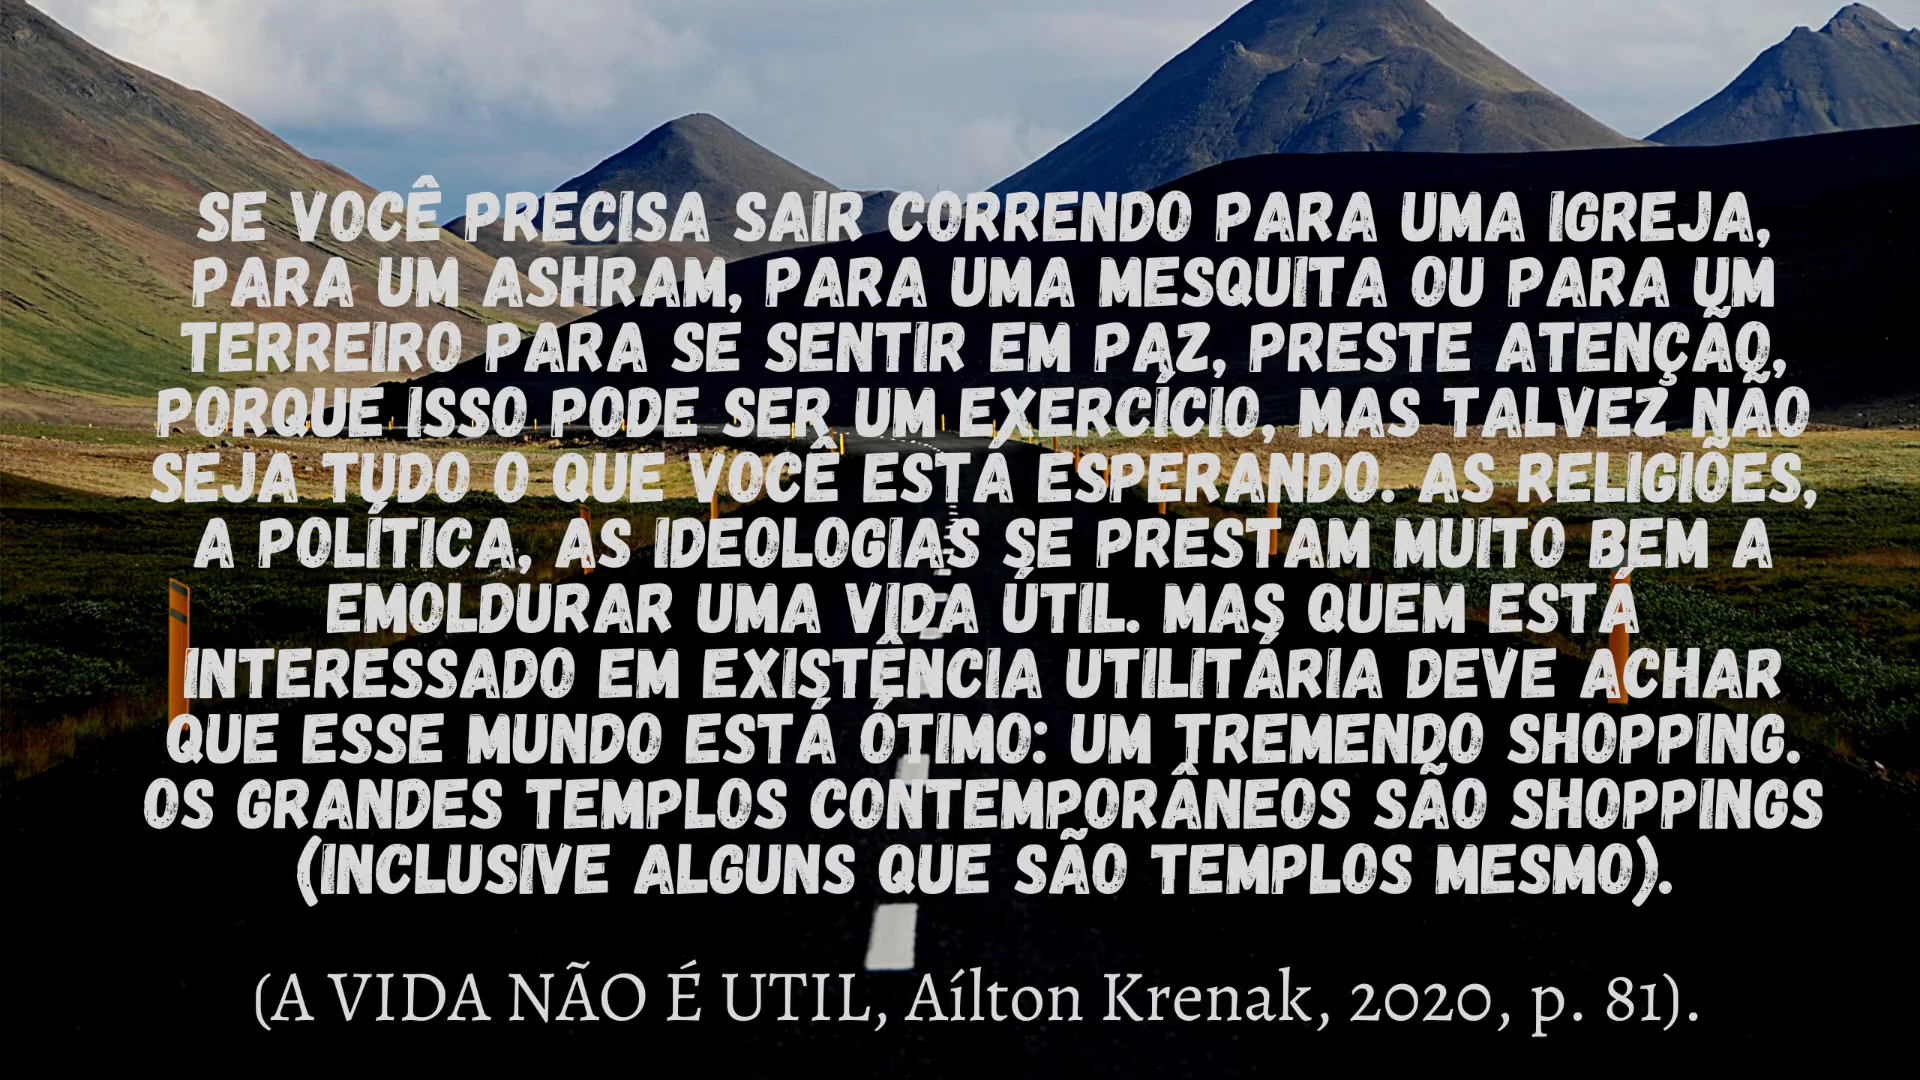 SE VOCÊ PRECISA SAIR CORRENDO PARA UMA IGREJA,
PARA UM ASHRAM, PARA UMA MESQUITA OU PARA UM
TERREIRO PARA SE SENTIR EM PAZ, PRESTE ATENÇÃO,
PORQUE ISSO PODE SER UM EXERCÍCIO, MAS TALVEZ NÃO
SEJA TUDO O QUE VOCÊ ESTÁ ESPERANDO. AS RELIGIÕES,
A POLÍTICA, AS IDEOLOGIAS SE PRESTAM MUITO BEM A
EMOLDURAR UMA VIDA ÚTIL. MAS QUEM ESTÁ
INTERESSADO EM EXISTÊNCIA UTILITÁRIA DEVE ACHAR
QUE ESSE MUNDO ESTÁ ÓTIMO: UM TREMENDO SHOPPING.
OS GRANDES TEMPLOS CONTEMPORÂNEOS SÃO SHOPPINGS
(INCLUSIVE ALGUNS QUE SÃO TEMPLOS MESMO).
(A VIDA NÃO É UTIL, Aílton Krenak, 2020, p. 81).